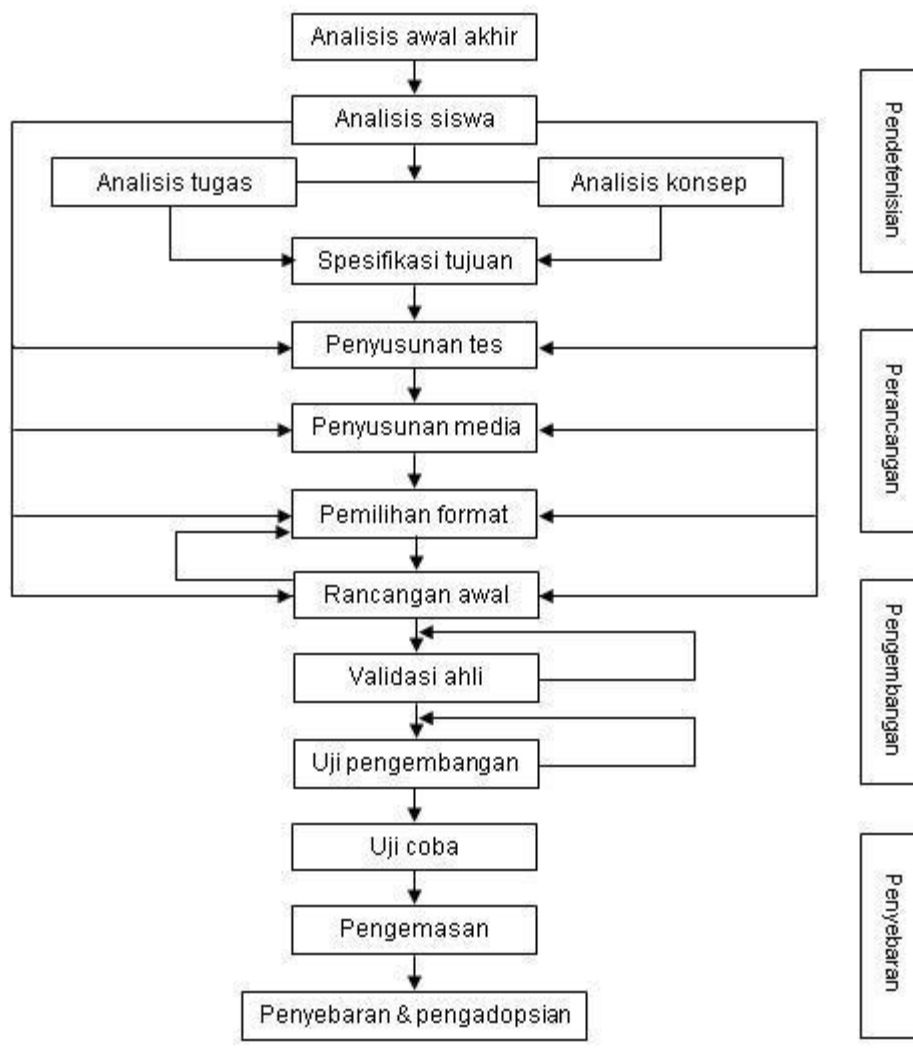 Analisis awal akhir
Analisis siswa
Analisis tugas
Analisis konsep
Spesifikasi tujuan
Penyusunan tes
Penyusunan media
Pemilihan format
Rancangan awal
Validasi ahli
Uji pengembangan
Uji coba
Pengemasan
Penyebaran & pengadopsian
Pendefenisian
Perancangan
Pengembangan
Penyebaran